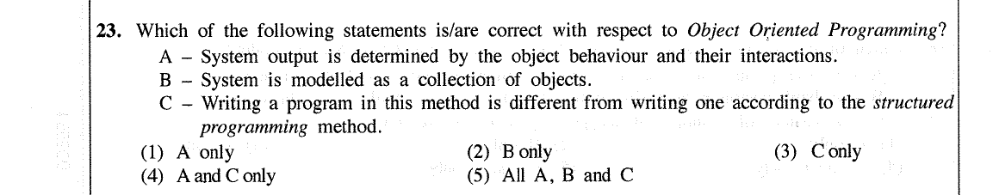 23. Which of the following statements is/are correct with respect to Object Oriented Programming?
A – System output is determined by the object behaviour and their interactions.
B – System is modelled as a collection of objects.
C – Writing a program in this method is different from writing one according to the structured
programming method.
(1) A only (2) B only (3) C only
(4) A and C only (5) All A, B and C